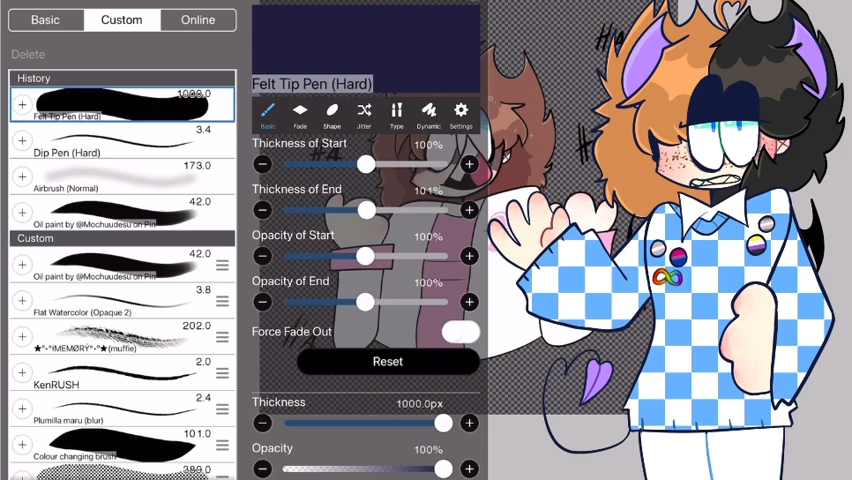 Basic
Custom
Online
Delete
History
1000.0
Felt Tip Pen (Hard)
3.4
Dip Pen (Hard)
173.0
Airbrush (Normal)
42.0
Oil paint by @Mochuudesu on Pin
Custom
42.0
Oil paint by @Mochuudesu on Pin
3.8
Flat Watercolor (Opaque 2)
202.0
2.0
KenRUSH
2.4
Plumilla maru (blur)
101.0
Colour changing brush
389.0
Felt Tip Pen (Hard)
Basic
Fade
Shape
Jitter
Type
Dynamic
Settings
Thickness of Start
100%
Thickness of End
101%
Opacity of Start
100%
Opacity of End
100%
Force Fade Out
Reset
Thickness
1000.0px
Opacity
100%